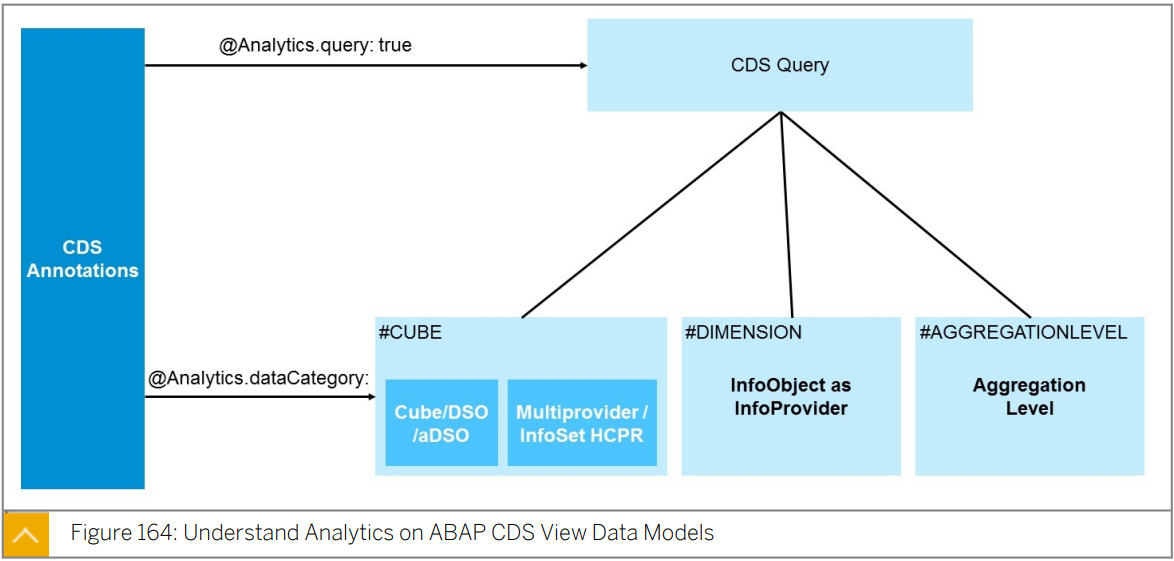 @Analytics.query: true
CDS Query
CDS
Annotations
@Analytics.dataCategory:
#CUBE
Cube/DSO
/aDSO
Multiprovider /
InfoSet HCPR
#DIMENSION
InfoObject as
InfoProvider
#AGGREGATIONLEVEL
Aggregation
Level
Figure 164: Understand Analytics on ABAP CDS View Data Models